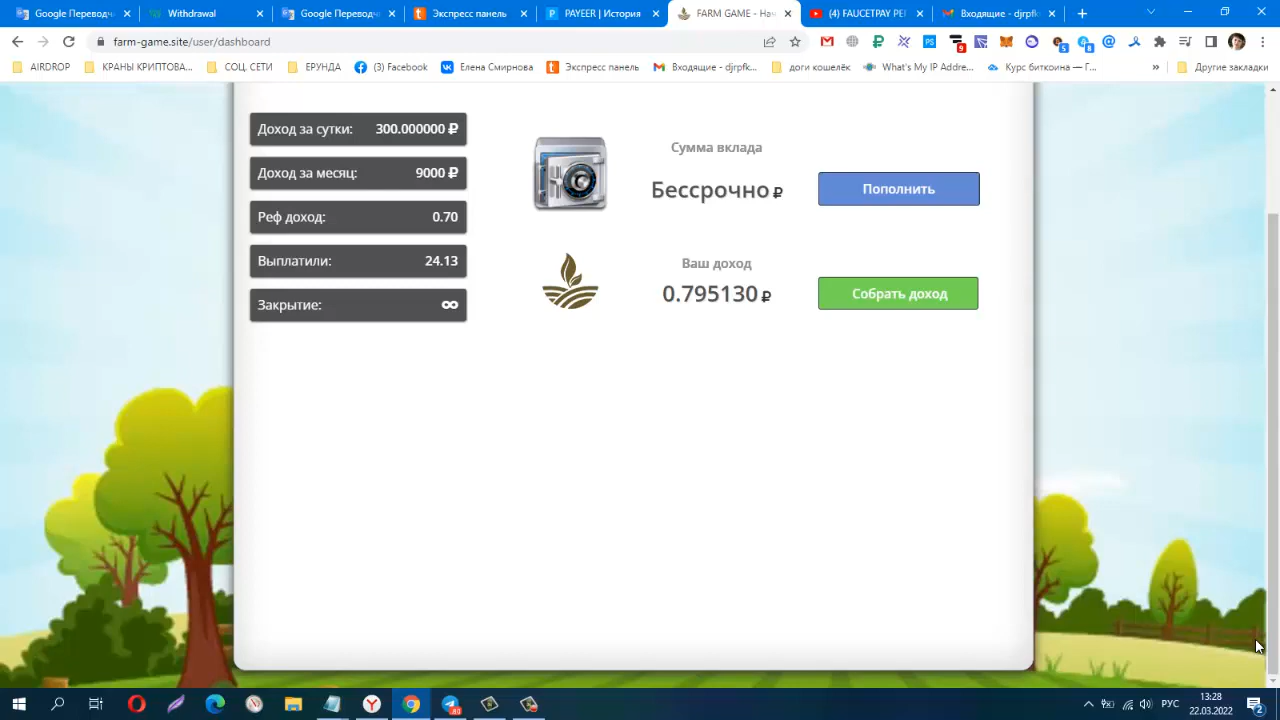 Google Переводч
Withdrawal
Google Переводч
Экспресс панель
PAYEER | История
FARM GAME - Нач
(4) FAUCETPAY РЕГ
Входящие - djrpfk
farm-game.site/user/dashboard
AIRDROP
КРАНЫ КРИПТОВА...
СОЦ. СЕТИ
ЕРУНДА
(3) Facebook
Елена Смирнова
Экспресс панель
Входящие - djrpfk...
доги кошелёк
What's My IP Addre...
Курс биткоина — Г...
Другие закладки
Доход за сутки: 300.000000 ₽
Доход за месяц: 9000 ₽
Реф доход: 0.70
Выплатили: 24.13
Закрытие: ∞
Сумма вклада
Бессрочно ₽
Пополнить
Ваш доход
0.795130 ₽
Собрать доход
РУС
13:28
22.03.2022
2